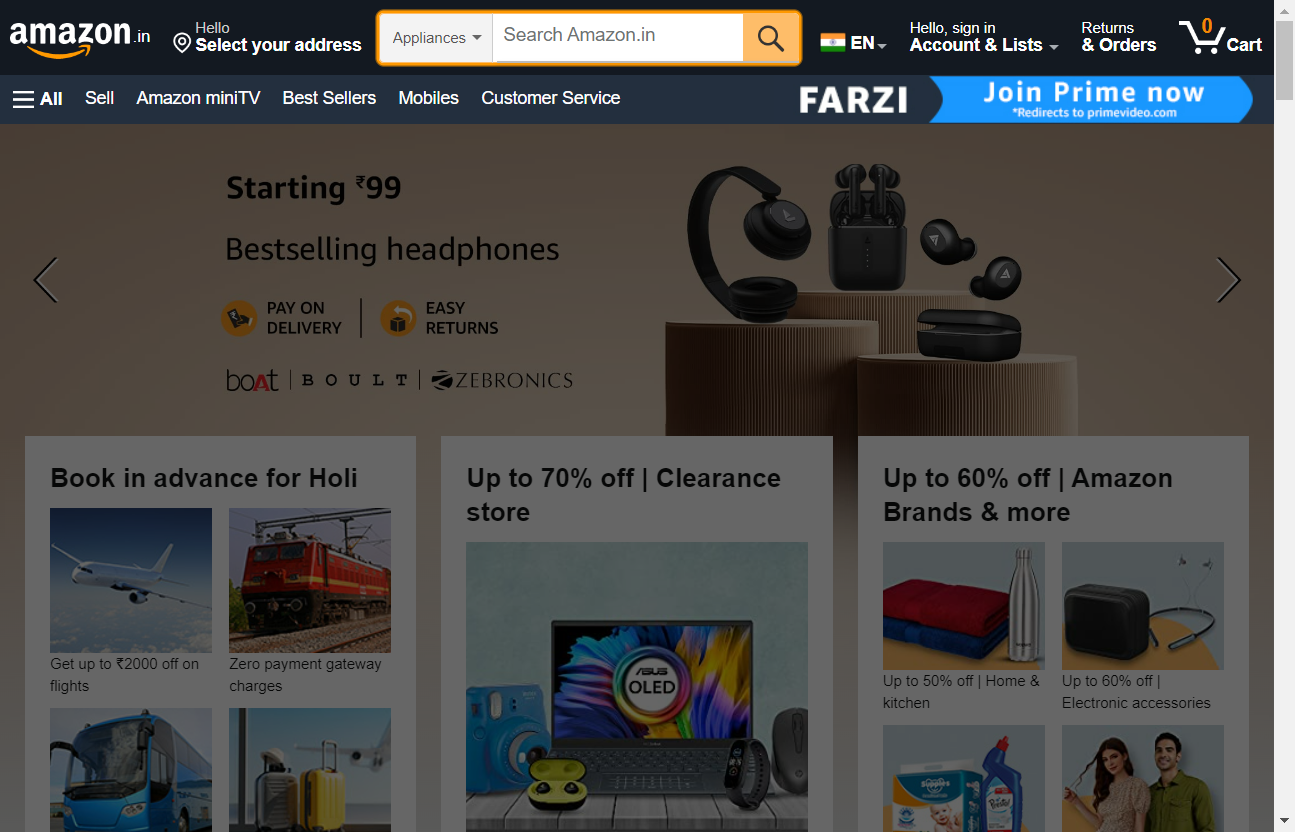 amazon.in
Hello
Select your address
Appliances
Search Amazon.in
EN
Hello, sign in
Account & Lists
Returns
& Orders
0
Cart
All
Sell
Amazon miniTV
Best Sellers
Mobiles
Customer Service
FARZI
Join Prime now
*Redirects to primevideo.com
Starting ₹99
Bestselling headphones
PAY ON
DELIVERY
EASY
RETURNS
boAt
BOULT
ZEBRONICS
Book in advance for Holi
Get up to ₹2000 off on
flights
Zero payment gateway
charges
Up to 70% off | Clearance
store
ASUS
OLED
Up to 60% off | Amazon
Brands & more
Up to 50% off | Home &
kitchen
Up to 60% off |
Electronic accessories